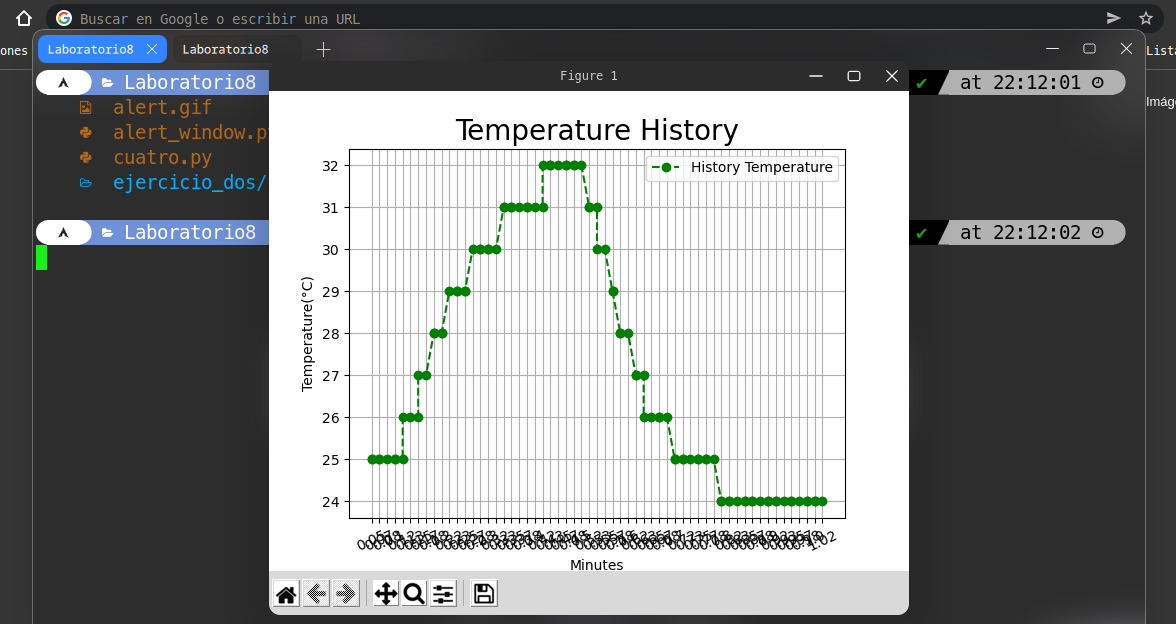 Buscar en Google o escribir una URL
ones
Laboratorio8
Laboratorio8
Lista
Figure 1
Laboratorio8
at 22:12:01
Imág
alert.gif
alert_window.p
cuatro.py
ejercicio_dos/
Laboratorio8
at 22:12:02
Temperature History
History Temperature
Temperature(°C)
32
31
30
29
28
27
26
25
24
1.02
Minutes